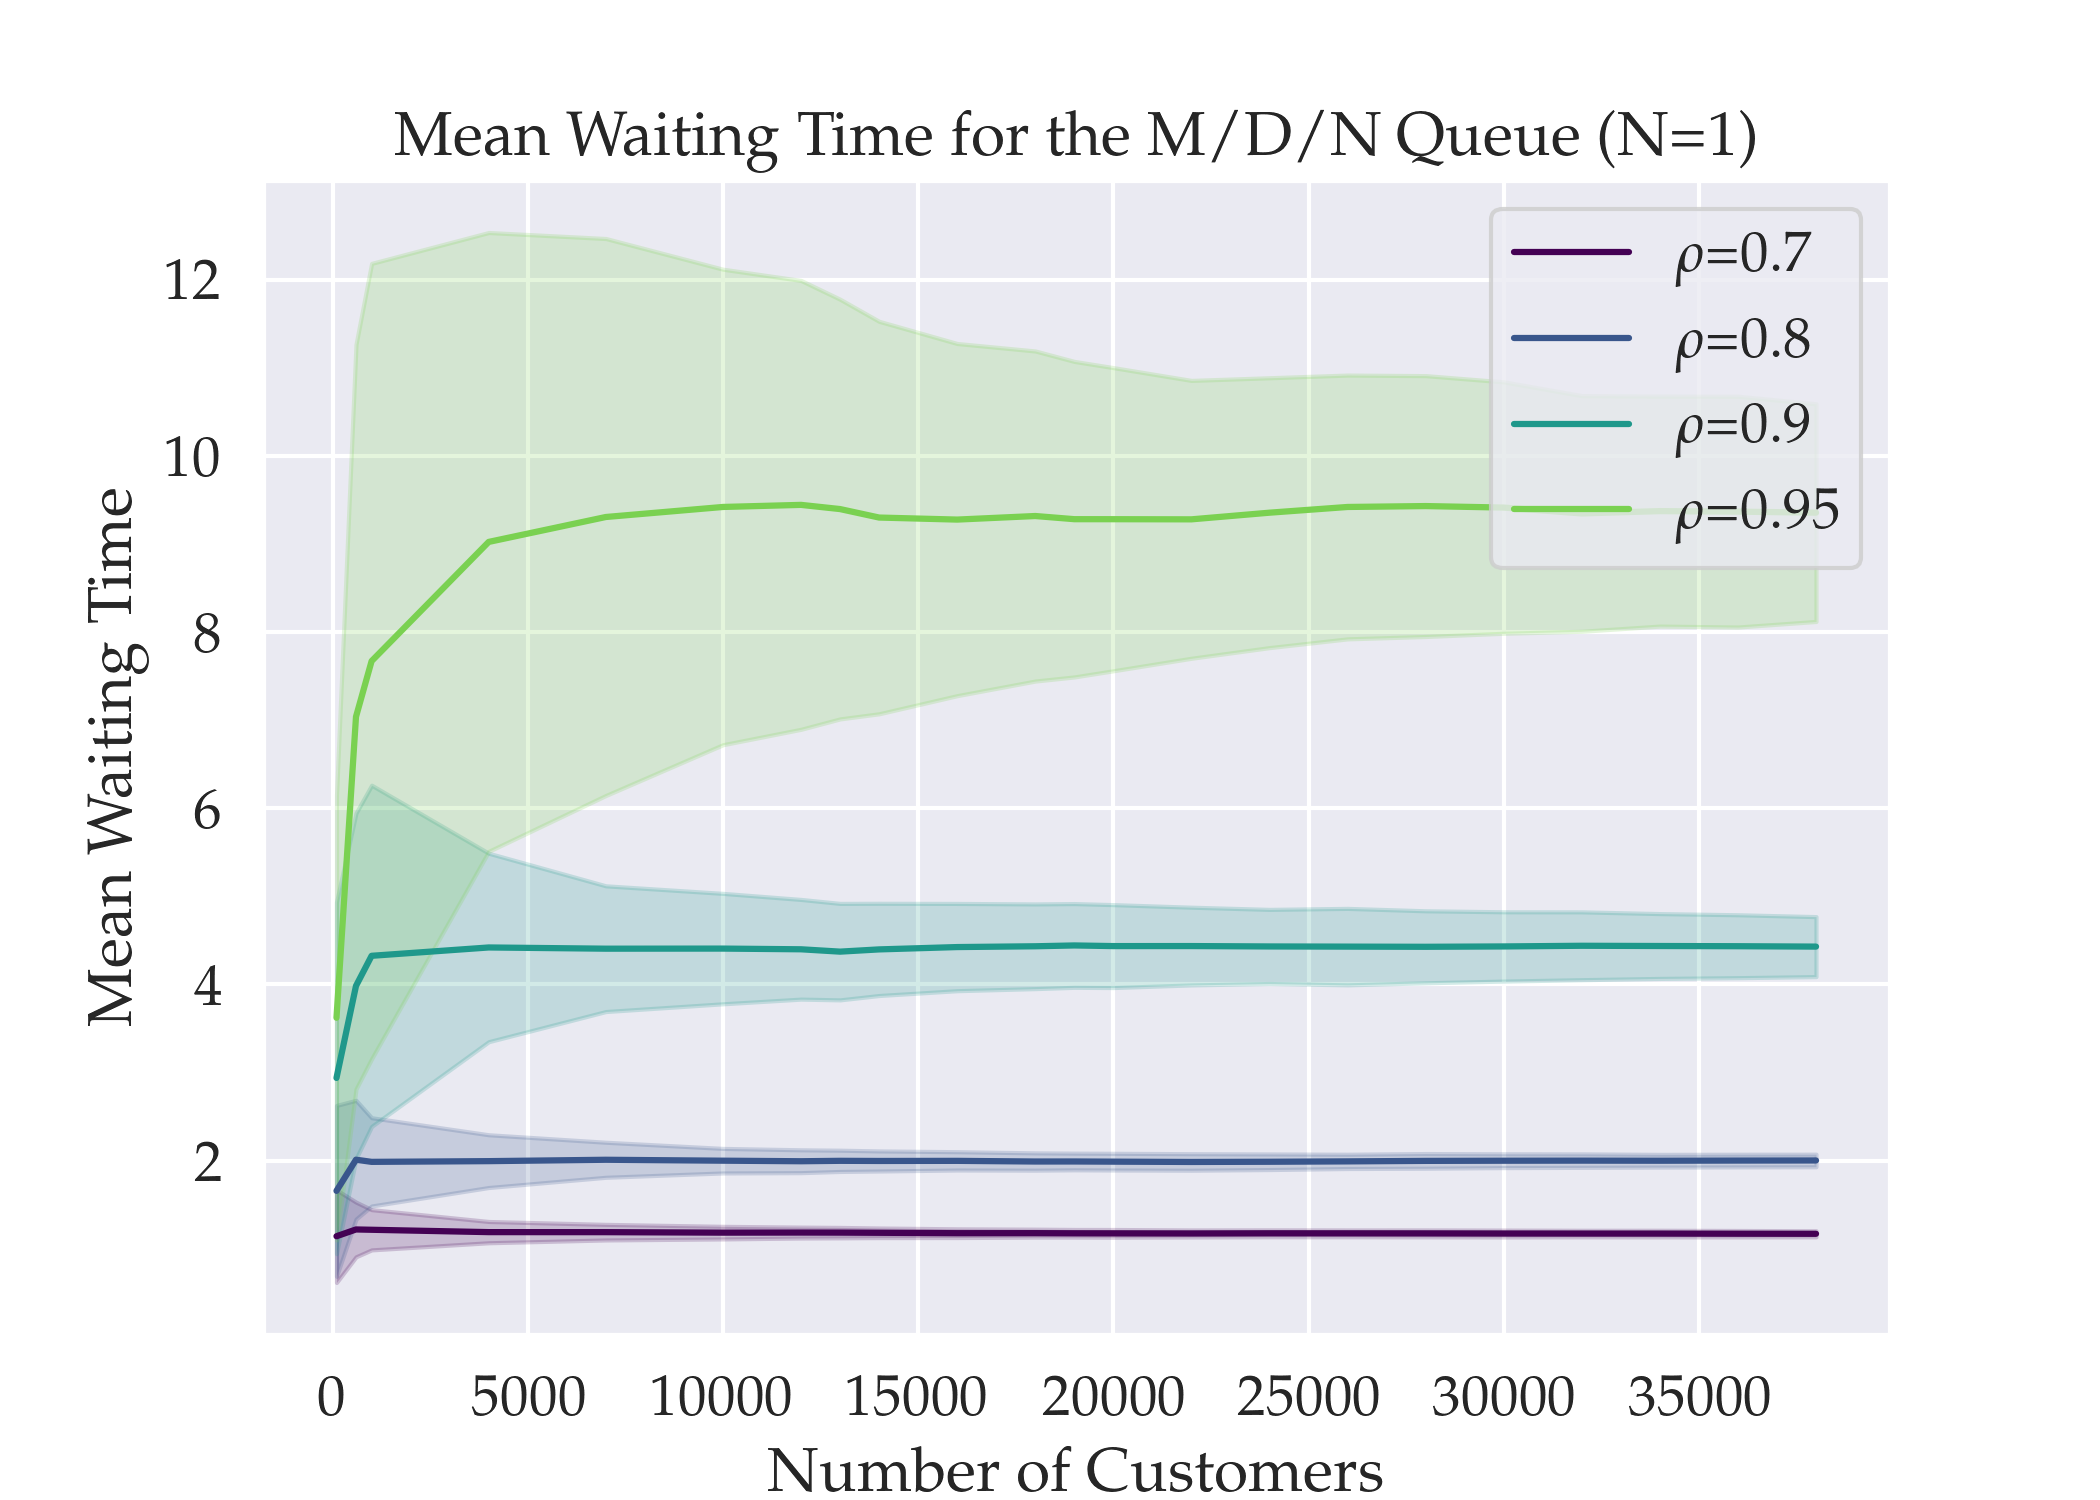 Mean Waiting Time for the M/D/N Queue (N=1)
ρ=0.7
ρ=0.8
ρ=0.9
ρ=0.95
Mean Waiting Time
12
10
8
6
4
2
0 5000 10000 15000 20000 25000 30000 35000
Number of Customers